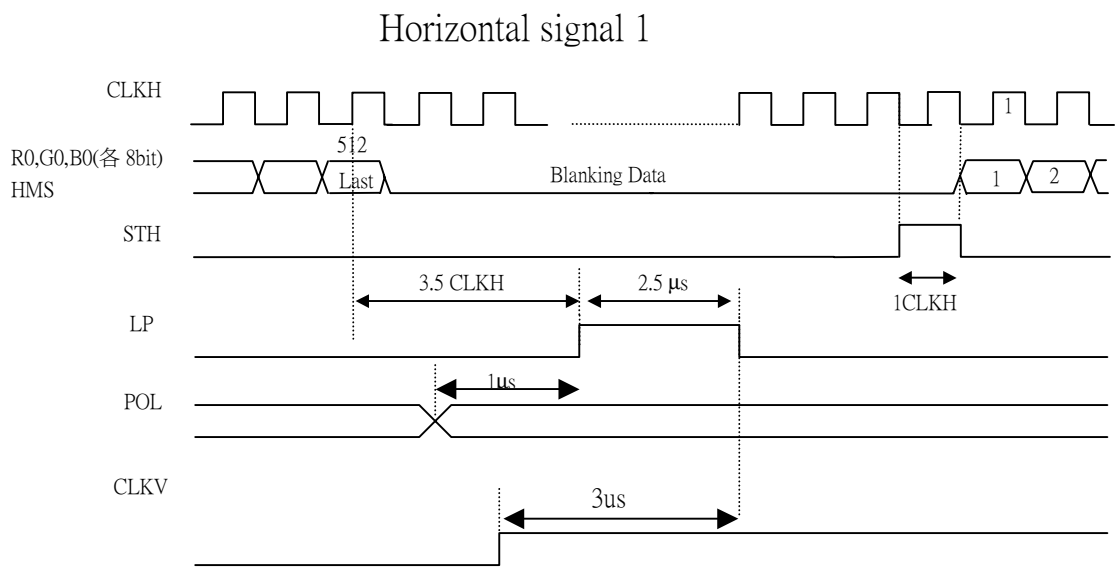 Horizontal signal 1
CLKH
1
R0,G0,B0(各 8bit)
HMS
512
Last
Blanking Data
1
2
STH
3.5 CLKH
2.5 μs
1CLKH
LP
1μs
POL
CLKV
3us